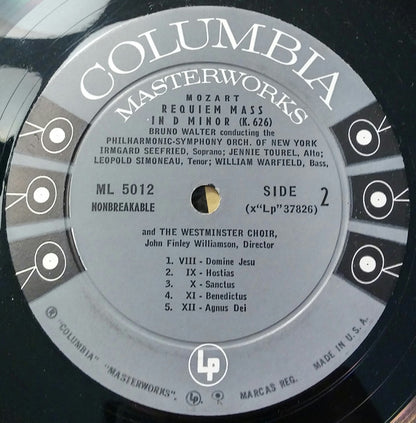 COLUMBIA
MASTERWORKS
MOZART
REQUIEM MASS
IN D MINOR (K. 626)
BRUNO WALTER conducting the
PHILHARMONIC-SYMPHONY ORCH. OF NEW YORK
IRMGARD SEEFRIED, Soprano; JENNIE TOUREL, Alto;
LEOPOLD SIMONEAU, Tenor; WILLIAM WARFIELD, Bass,
ML 5012
NONBREAKABLE
SIDE 2
(x"Lp" 37826)
and THE WESTMINSTER CHOIR,
John Finley Williamson, Director
1. VIII - Domine Jesu
2. IX - Hostias
3. X - Sanctus
4. XI - Benedictus
5. XII - Agnus Dei
Lp
® "COLUMBIA" "MASTERWORKS", Lp. ® MARCAS REG. MADE IN U. S. A.